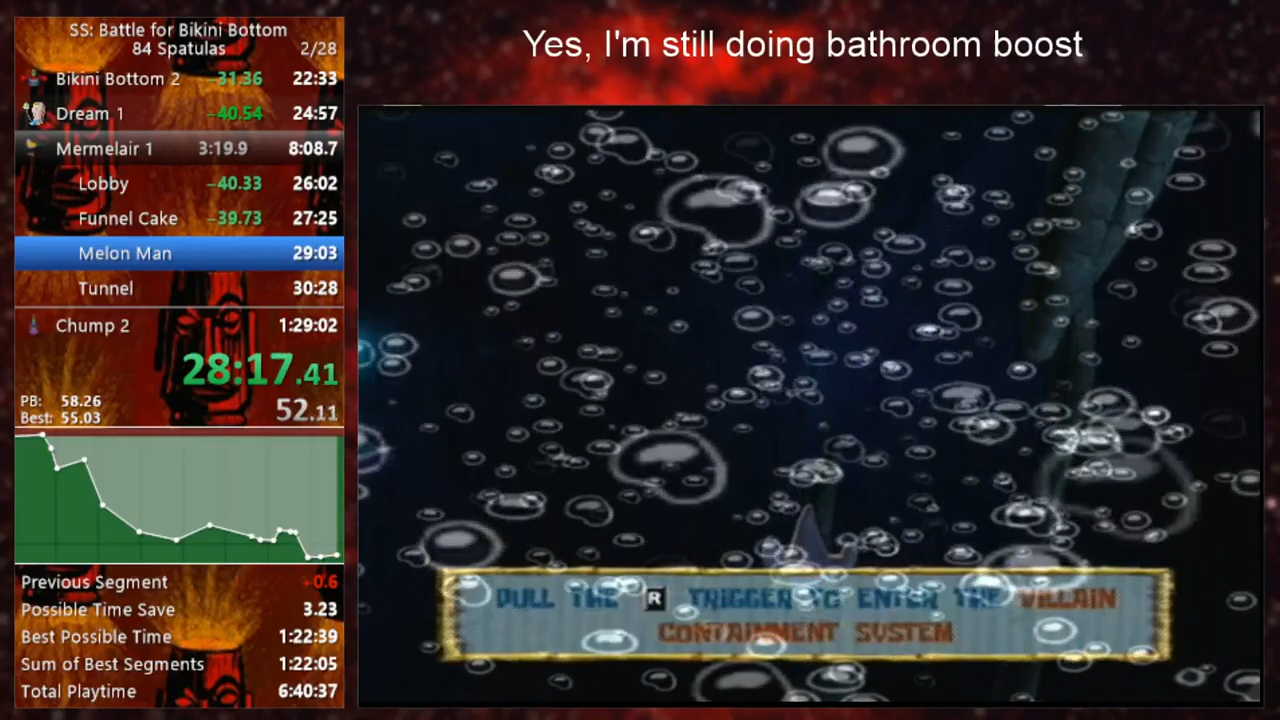 SS: Battle for Bikini Bottom
84 Spatulas 2/28
Bikini Bottom 2 -31.36 22:33
Dream 1 -40.54 24:57
Mermelair 1 3:19.9 8:08.7
Lobby -40.33 26:02
Funnel Cake -39.73 27:25
Melon Man 29:03
Tunnel 30:28
Chump 2 1:29:02
28:17.41
PB: 58.26
Best: 55.03
52.11
Previous Segment +0.6
Possible Time Save 3.23
Best Possible Time 1:22:39
Sum of Best Segments 1:22:05
Total Playtime 6:40:37
Yes, I'm still doing bathroom boost
PULL THE R TRIGGER TO ENTER THE VILLAIN
CONTAINMENT SYSTEM